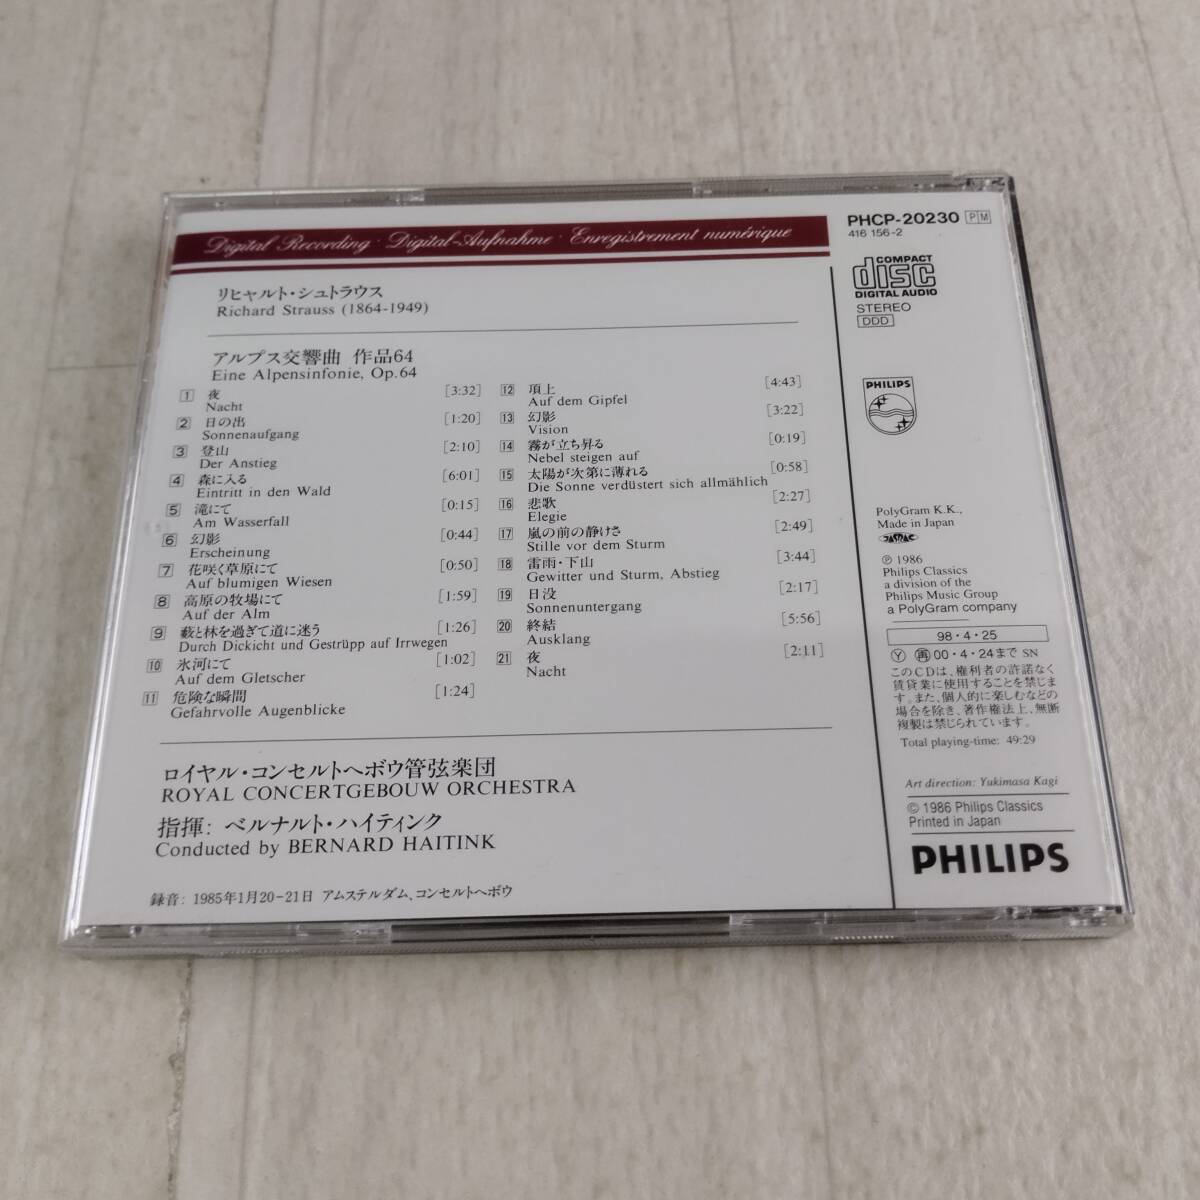 Digital Recording · Digital-Aufnahme · Enregistrement numérique
リヒャルト・シュトラウス
Richard Strauss (1864-1949)
アルプス交響曲 作品64
Eine Alpensinfonie, Op.64
1 夜 [3:32]
Nacht
2 日の出 [1:20]
Sonnenaufgang
3 登山 [2:10]
Der Anstieg
4 森に入る [6:01]
Eintritt in den Wald
5 滝にて [0:15]
Am Wasserfall
6 幻影 [0:44]
Erscheinung
7 花咲く草原にて [0:50]
Auf blumigen Wiesen
8 高原の牧場にて [1:59]
Auf der Alm
9 藪と林を過ぎて道に迷う [1:26]
Durch Dickicht und Gestrüpp auf Irrwegen
10 氷河にて [1:02]
Auf dem Gletscher
11 危険な瞬間 [1:24]
Gefahrvolle Augenblicke
12 頂上 [4:43]
Auf dem Gipfel
13 幻影 [3:22]
Vision
14 霧が立ち昇る [0:19]
Nebel steigen auf
15 太陽が次第に薄れる [0:58]
Die Sonne verdüstert sich allmählich
16 悲歌 [2:27]
Elegie
17 嵐の前の静けさ [2:49]
Stille vor dem Sturm
18 雷雨・下山 [3:44]
Gewitter und Sturm, Abstieg
19 日没 [2:17]
Sonnenuntergang
20 終結 [5:56]
Ausklang
21 夜 [2:11]
Nacht
ロイヤル・コンセルトヘボウ管弦楽団
ROYAL CONCERTGEBOUW ORCHESTRA
指揮: ベルナルト・ハイティンク
Conducted by BERNARD HAITINK
録音: 1985年1月20-21日 アムステルダム、コンセルトヘボウ
PHCP-20230 PM
416 156-2
COMPACT
disc
DIGITAL AUDIO
STEREO
DDD
PHILIPS
PolyGram K.K.,
Made in Japan
JASRAC
℗ 1986
Philips Classics
a division of the
Philips Music Group
a PolyGram company
98・4・25
Ⓨ 再 00・4・24まで SN
このCDは、権利者の許諾なく
賃貸業に使用することを禁じま
す。また、個人的に楽しむなどの
場合を除き、著作権法上、無断
複製は禁じられています。
Total playing-time: 49:29
Art direction: Yukimasa Kagi
© 1986 Philips Classics
Printed in Japan
PHILIPS